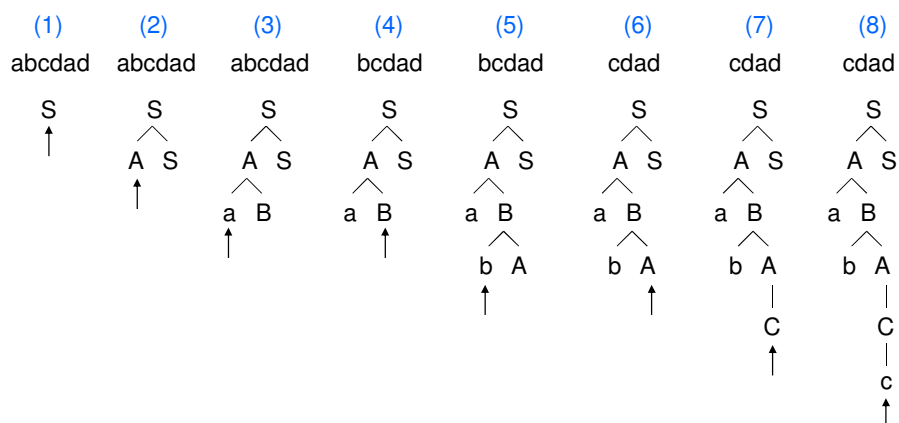 (1) (2) (3) (4) (5) (6) (7) (8)
abcdad abcdad abcdad bcdad bcdad cdad cdad cdad
S S S S S S S S
A S A S A S A S A S A S A S
a B a B a B a B a B a B
b A b A b A b A
C C
c